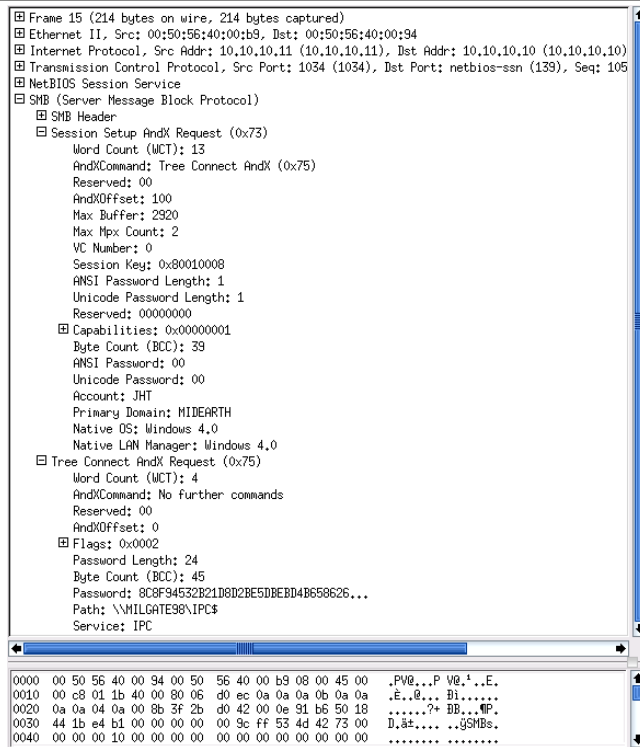 Frame 15 (214 bytes on wire, 214 bytes captured)
Ethernet II, Src: 00:50:56:40:00:b9, Dst: 00:50:56:40:00:94
Internet Protocol, Src Addr: 10.10.10.11 (10.10.10.11), Dst Addr: 10.10.10.10 (10.10.10.10)
Transmission Control Protocol, Src Port: 1034 (1034), Dst Port: netbios-ssn (139), Seq: 105
NetBIOS Session Service
SMB (Server Message Block Protocol)
SMB Header
Session Setup AndX Request (0x73)
Word Count (WCT): 13
AndXCommand: Tree Connect AndX (0x75)
Reserved: 00
AndXOffset: 100
Max Buffer: 2920
Max Mpx Count: 2
VC Number: 0
Session Key: 0x80010008
ANSI Password Length: 1
Unicode Password Length: 1
Reserved: 00000000
Capabilities: 0x00000001
Byte Count (BCC): 39
ANSI Password: 00
Unicode Password: 00
Account: JHT
Primary Domain: MIDEARTH
Native OS: Windows 4.0
Native LAN Manager: Windows 4.0
Tree Connect AndX Request (0x75)
Word Count (WCT): 4
AndXCommand: No further commands
Reserved: 00
AndXOffset: 0
Flags: 0x0002
Password Length: 24
Byte Count (BCC): 45
Password: 8C8F94532B21D8D2BE5DBEBD4B658626...
Path: \\MILGATE98\IPC$
Service: IPC
0000 00 50 56 40 00 94 00 50 56 40 00 b9 08 00 45 00 .PV@...P V@.¹..E.
0010 00 c8 01 1b 40 00 80 06 d0 ec 0a 0a 0a 0b 0a 0a .È..@... Ðì......
0020 0a 0a 04 0a 00 8b 3f 2b d0 42 00 0e 91 b6 50 18 ......?+ ÐB...¶P.
0030 44 1b e4 b1 00 00 00 00 00 9c ff 53 4d 42 73 00 D.ä±.... ..ÿSMBs.
0040 00 00 00 10 00 00 00 00 00 00 00 00 00 00 00 00 ........ ........